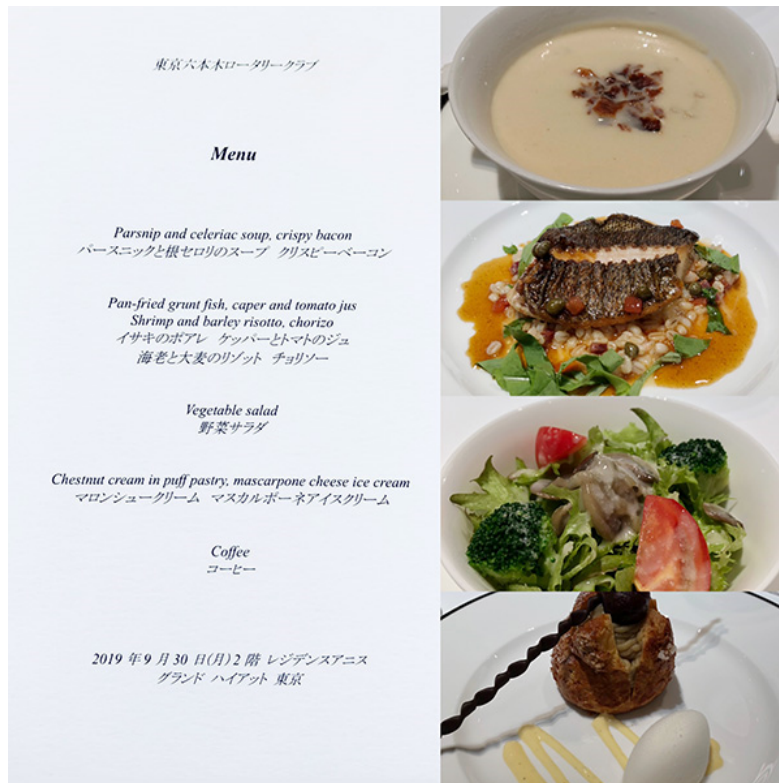 東京六本木ロータリークラブ
Menu
Parsnip and celeriac soup, crispy bacon
パースニックと根セロリのスープ クリスピーベーコン
Pan-fried grunt fish, caper and tomato jus
Shrimp and barley risotto, chorizo
イサキのポアレ ケッパーとトマトのジュ
海老と大麦のリゾット チョリソー
Vegetable salad
野菜サラダ
Chestnut cream in puff pastry, mascarpone cheese ice cream
マロンシュークリーム マスカルポーネアイスクリーム
Coffee
コーヒー
2019 年 9 月 30 日(月) 2 階 レジデンスアニス
グランド ハイアット 東京